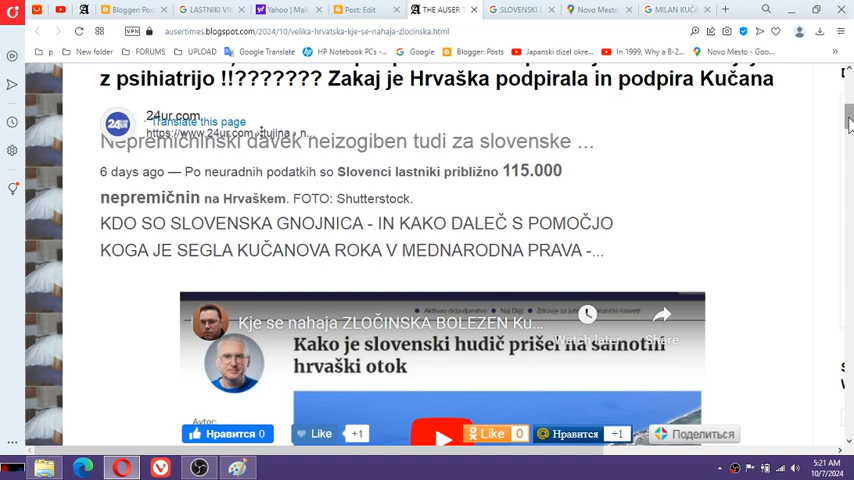 Blogger: Post
LASTNIKI VI
Yahoo | Mail
Post: Edit
THE AUSER T
SLOVENSKI L
Novo Mesto
MILAN KUČA
VPN
ausertimes.blogspot.com/2024/10/velika-hrvatska-kje-se-nahaja-zlocinska.html
p
New folder
FORUMS
UPLOAD
Google Translate
HP Notebook PCs -...
Google
Blogger: Posts
Japanski dizel okre...
In 1999, Why a B-2...
Novo Mesto - Goo...
z psihiatrijo !!??????? Zakaj je Hrvaška podpirala in podpira Kučana
24ur.com
Translate this page
https://www.24ur.com › tujina › n...
Nepremičninski davek neizogiben tudi za slovenske ...
6 days ago — Po neuradnih podatkih so Slovenci lastniki približno 115.000
nepremičnin na Hrvaškem. FOTO: Shutterstock.
KDO SO SLOVENSKA GNOJNICA - IN KAKO DALEČ S POMOČJO
KOGA JE SEGLA KUČANOVA ROKA V MEDNARODNA PRAVA -...
Aktivno državljanstvo
Naj Digi
Kje se nahaja ZLOČINSKA BOLEZEN Ku...
Watch later
Share
Kako je slovenski hudič prišel na samotni
hrvaški otok
Avtor:
Нравится 0
Like
+1
Like
0
Нравится
+1
Поделиться
5:21 AM
10/7/2024